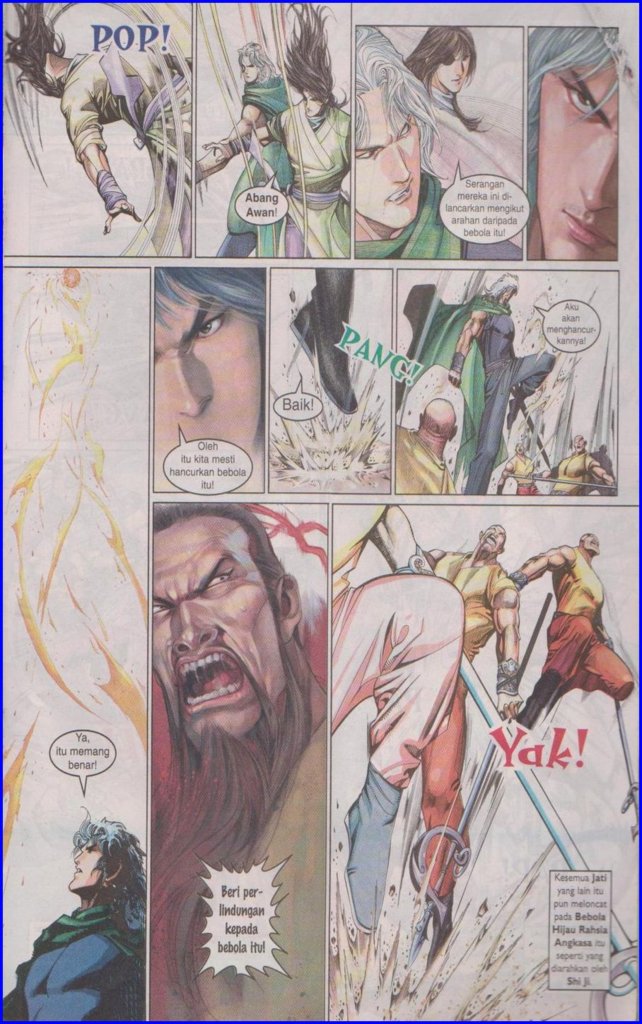 POP!
Abang
Awan!
Serangan
mereka ini di-
lancarkan mengikut
arahan daripada
bebola itu!
Ya,
itu memang
benar!
Oleh
itu kita mesti
hancurkan bebola
itu!
Baik!
PANG!
Aku
akan
menghancur-
kannya!
Beri per-
lindungan
kepada
bebola itu!
Yak!
Kesemua Jati
yang lain itu
pun meloncat
pada Bebola
Hijau Rahsia
Angkasa itu
seperti yang
diarahkan oleh
Shi Ji.